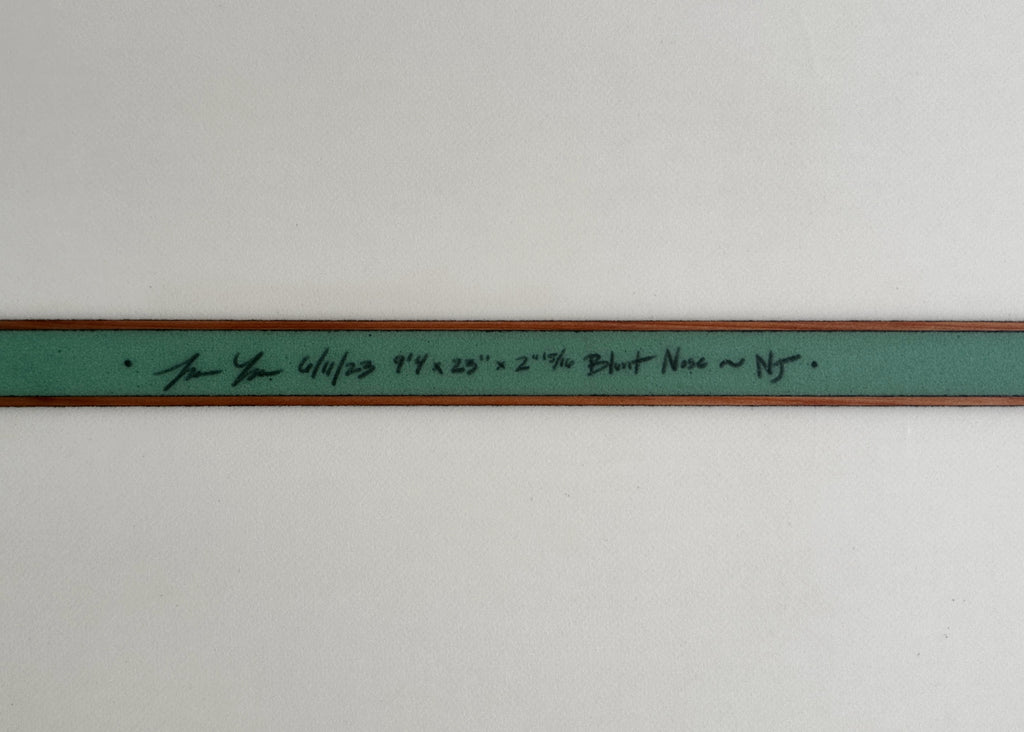 6/11/23 9'4 x 23" x 2" 15/16 Blunt Nose ~ NJ